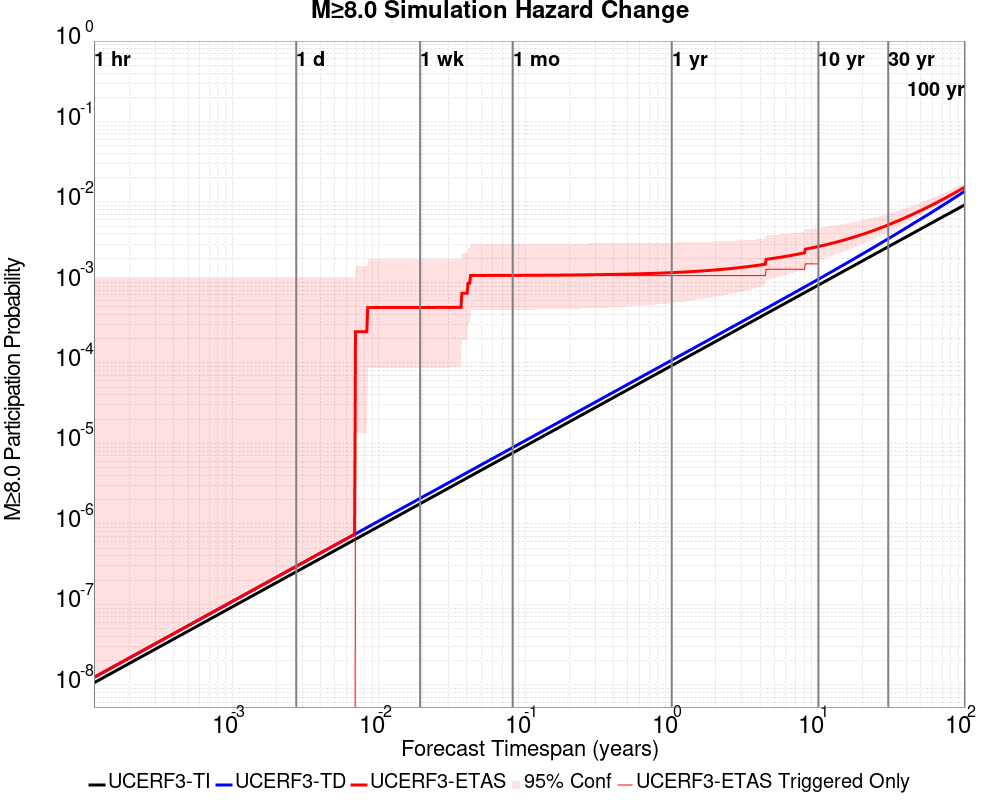 M≥8.0 Simulation Hazard Change
10^0
1 hr 1 d 1 wk 1 mo 1 yr 10 yr 30 yr
100 yr
10^-1
10^-2
10^-3
10^-4
10^-5
10^-6
10^-7
10^-8
M≥8.0 Participation Probability
10^-3 10^-2 10^-1 10^0 10^1 10^2
Forecast Timespan (years)
UCERF3-TI UCERF3-TD UCERF3-ETAS 95% Conf UCERF3-ETAS Triggered Only